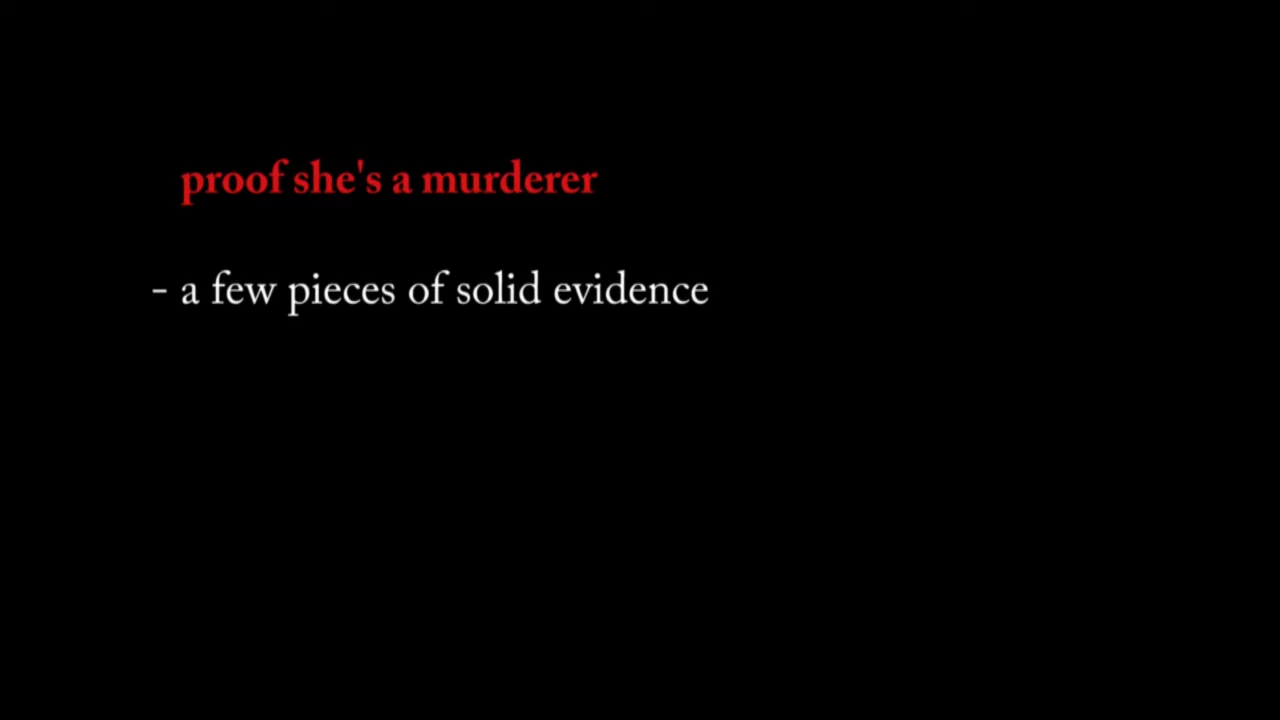 proof she's a murderer
- a few pieces of solid evidence